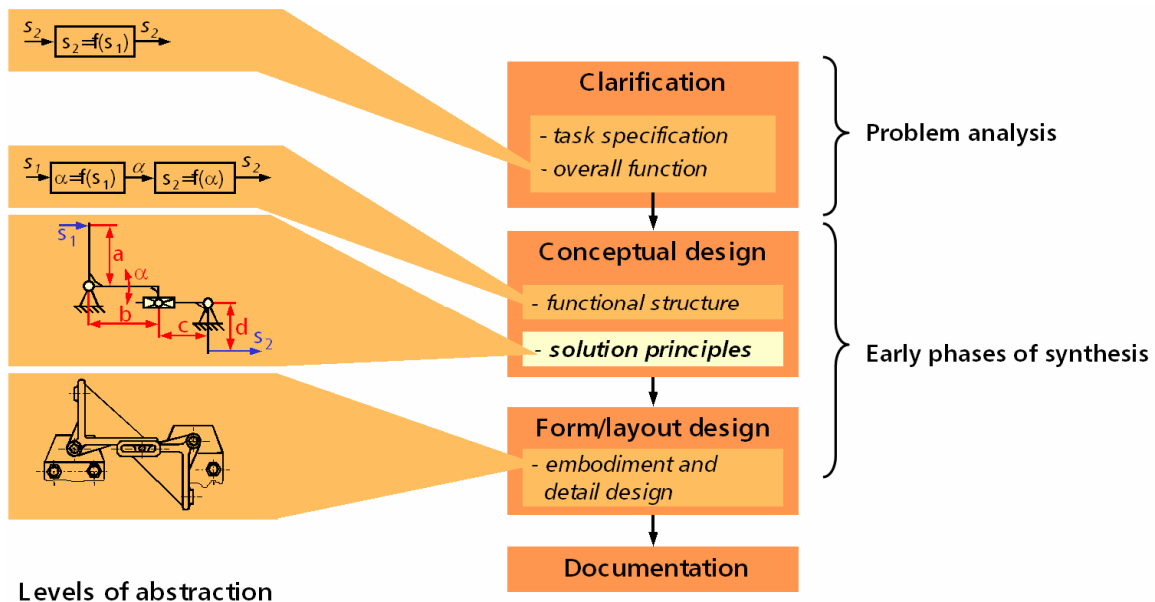 s2 s2=f(s1) s2
s1 α=f(s1) α s2=f(α) s2
s1
a
α
b
c
d
s2
Levels of abstraction
Clarification
- task specification
- overall function
Conceptual design
- functional structure
- solution principles
Form/layout design
- embodiment and
detail design
Documentation
Problem analysis
Early phases of synthesis